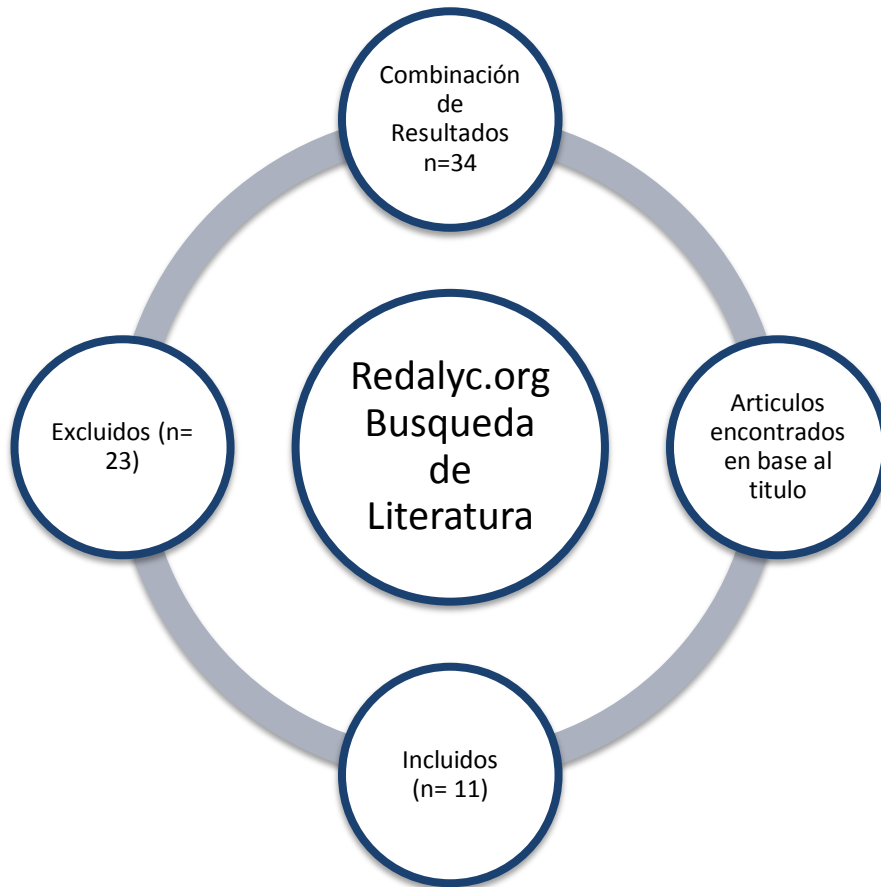 Combinación
de
Resultados
n=34
Redalyc.org
Busqueda
de
Literatura
Excluidos (n=
23)
Articulos
encontrados
en base al
titulo
Incluidos
(n= 11)